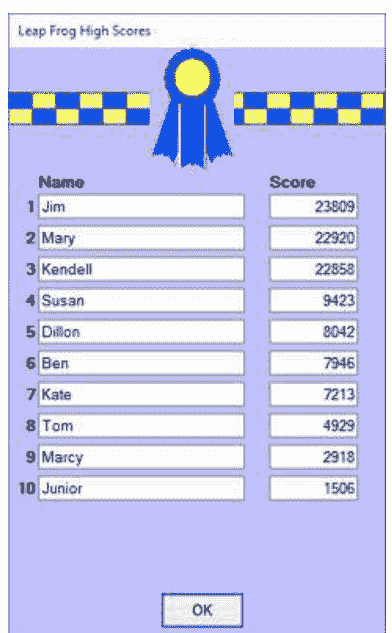 Leap Frog High Scores
Name Score
1 Jim 23809
2 Mary 22920
3 Kendell 22858
4 Susan 9423
5 Dillon 8042
6 Ben 7946
7 Kate 7213
8 Tom 4929
9 Marcy 2918
10 Junior 1506
OK